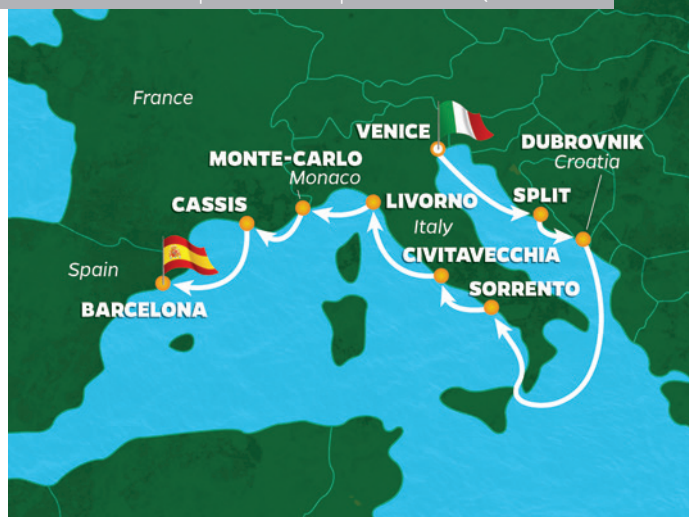 France
VENICE
DUBROVNIK
Croatia
MONTE-CARLO
Monaco
CASSIS
LIVORNO
SPLIT
Italy
CIVITAVECCHIA
Spain
SORRENTO
BARCELONA